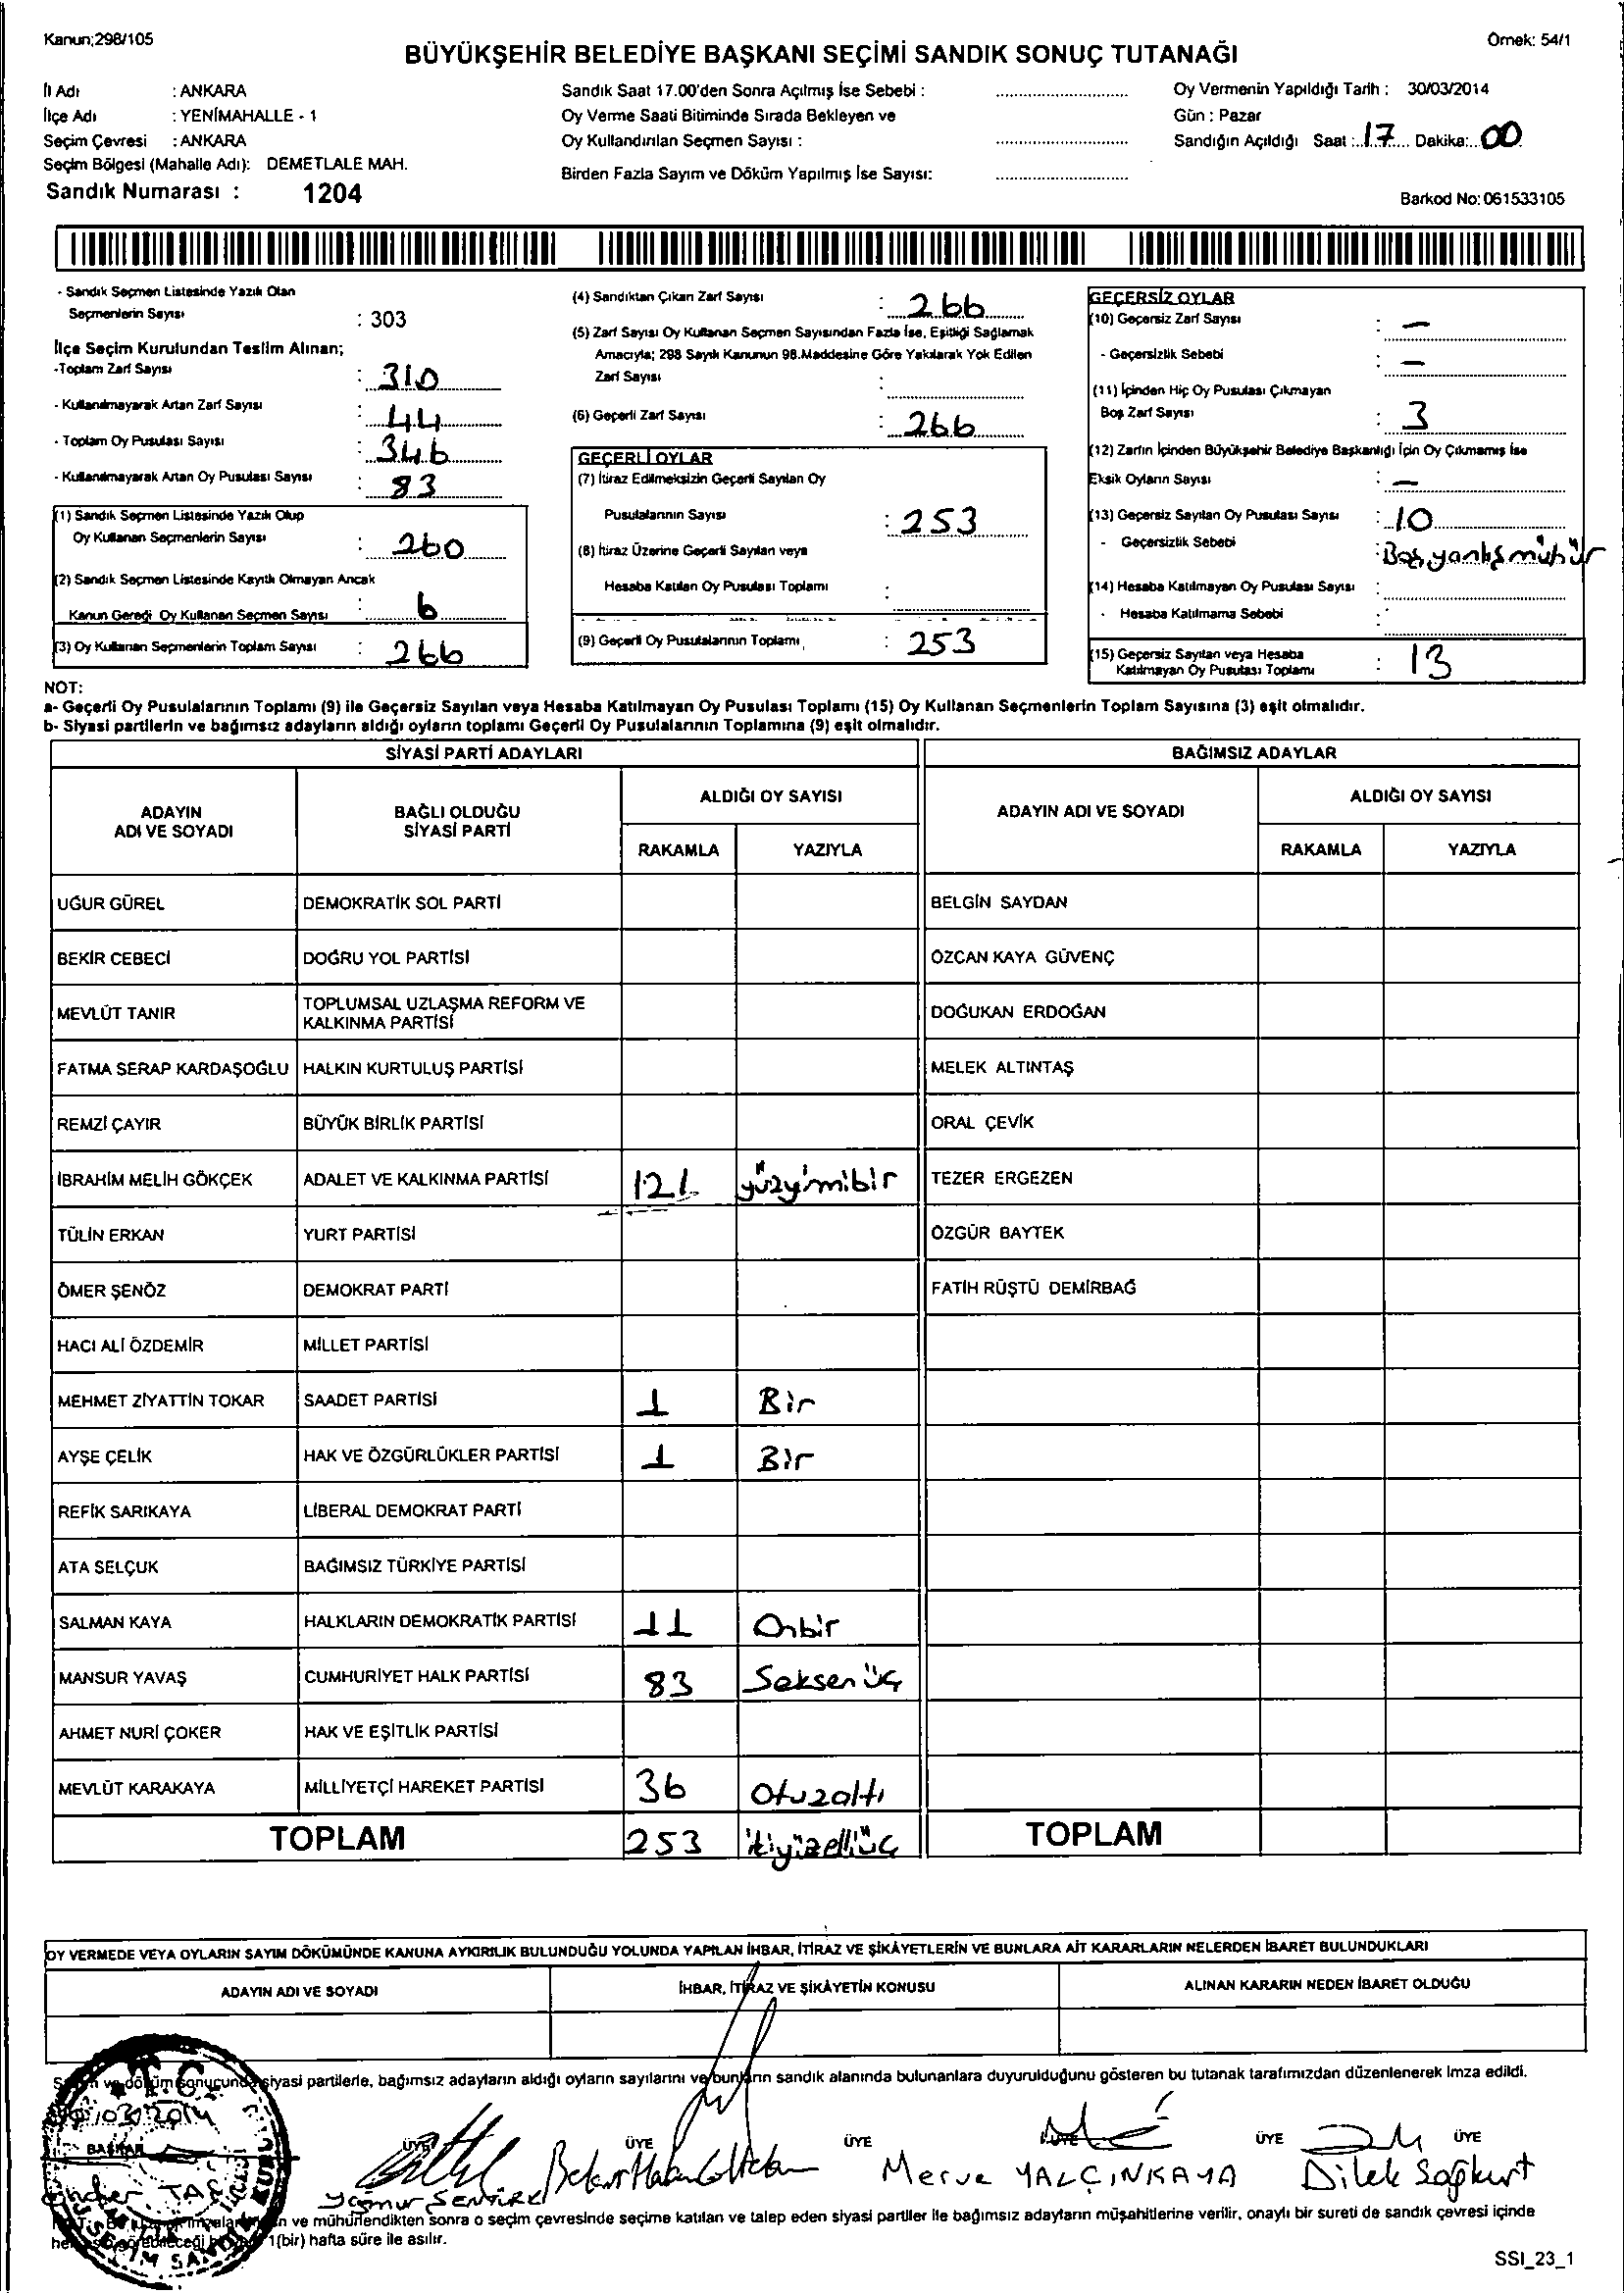 Kanun;298/105
Örnek: 54/1
BÜYÜKŞEHİR BELEDİYE BAŞKANI SEÇİMİ SANDIK SONUÇ TUTANAĞI
İl Adı : ANKARA
İlçe Adı : YENİMAHALLE - 1
Seçim Çevresi : ANKARA
Seçim Bölgesi (Mahalle Adı): DEMETLALE MAH.
Sandık Numarası : 1204
Sandık Saat 17.00'den Sonra Açılmış İse Sebebi :
Oy Verme Saati Bitiminde Sırada Bekleyen ve
Oy Kullandırılan Seçmen Sayısı :
Birden Fazla Sayım ve Döküm Yapılmış İse Sayısı:
Oy Vermenin Yapıldığı Tarih : 30/03/2014
Gün : Pazar
Sandığın Açıldığı Saat : 17 Dakika: 00
Barkod No: 061533105
- Sandık Seçmen Listesinde Yazılı Olan
Seçmenlerin Sayısı : 303
İlçe Seçim Kurulundan Teslim Alınan;
-Toplam Zarf Sayısı : 310
- Kullanılmayarak Artan Zarf Sayısı : 44
- Toplam Oy Pusulası Sayısı : 346
- Kullanılmayarak Artan Oy Pusulası Sayısı : 83
(1) Sandık Seçmen Listesinde Yazılı Olup
Oy Kullanan Seçmenlerin Sayısı : 260
(2) Sandık Seçmen Listesinde Kayıtlı Olmayan Ancak
Kanun Gereği Oy Kullanan Seçmen Sayısı : 6
(3) Oy Kullanan Seçmenlerin Toplam Sayısı : 266
(4) Sandıktan Çıkan Zarf Sayısı : 266
(5) Zarf Sayısı Oy Kullanan Seçmen Sayısından Fazla İse, Eşitliği Sağlamak
Amacıyla; 298 Sayılı Kanunun 98.Maddesine Göre Yakılarak Yok Edilen
Zarf Sayısı :
(6) Geçerli Zarf Sayısı : 266
GEÇERLİ OYLAR
(7) İtiraz Edilmeksizin Geçerli Sayılan Oy
Pusulalarının Sayısı : 253
(8) İtiraz Üzerine Geçerli Sayılan veya
Hesaba Katılan Oy Pusulası Toplamı :
(9) Geçerli Oy Pusulalarının Toplamı : 253
GEÇERSİZ OYLAR
(10) Geçersiz Zarf Sayısı : -
- Geçersizlik Sebebi : -
(11) İçinden Hiç Oy Pusulası Çıkmayan
Boş Zarf Sayısı : 3
(12) Zarfın İçinden Büyükşehir Belediye Başkanlığı İçin Oy Çıkmamış İse
Eksik Oyların Sayısı : -
(13) Geçersiz Sayılan Oy Pusulası Sayısı : 10
- Geçersizlik Sebebi : Boş, yanlış mühür
(14) Hesaba Katılmayan Oy Pusulası Sayısı :
- Hesaba Katılmama Sebebi :
(15) Geçersiz Sayılan veya Hesaba
Katılmayan Oy Pusulası Toplamı : 13
NOT:
a- Geçerli Oy Pusulalarının Toplamı (9) ile Geçersiz Sayılan veya Hesaba Katılmayan Oy Pusulası Toplamı (15) Oy Kullanan Seçmenlerin Toplam Sayısına (3) eşit olmalıdır.
b- Siyasi partilerin ve bağımsız adayların aldığı oyların toplamı Geçerli Oy Pusulalarının Toplamına (9) eşit olmalıdır.
SİYASİ PARTİ ADAYLARI BAĞIMSIZ ADAYLAR
ADAYIN ADI VE SOYADI BAĞLI OLDUĞU SİYASİ PARTİ ALDIĞI OY SAYISI RAKAMLA YAZIYLA ADAYIN ADI VE SOYADI ALDIĞI OY SAYISI RAKAMLA YAZIYLA
UĞUR GÜREL DEMOKRATİK SOL PARTİ BELGİN SAYDAN
BEKİR CEBECİ DOĞRU YOL PARTİSİ ÖZCAN KAYA GÜVENÇ
MEVLÜT TANIR TOPLUMSAL UZLAŞMA REFORM VE KALKINMA PARTİSİ DOĞUKAN ERDOĞAN
FATMA SERAP KARDAŞOĞLU HALKIN KURTULUŞ PARTİSİ MELEK ALTINTAŞ
REMZİ ÇAYIR BÜYÜK BİRLİK PARTİSİ ORAL ÇEVİK
İBRAHİM MELİH GÖKÇEK ADALET VE KALKINMA PARTİSİ 121 yüzyimibir TEZER ERGEZEN
TÜLİN ERKAN YURT PARTİSİ ÖZGÜR BAYTEK
ÖMER ŞENÖZ DEMOKRAT PARTİ FATİH RÜŞTÜ DEMİRBAĞ
HACI ALİ ÖZDEMİR MİLLET PARTİSİ
MEHMET ZİYATTİN TOKAR SAADET PARTİSİ 1 Bir
AYŞE ÇELİK HAK VE ÖZGÜRLÜKLER PARTİSİ 1 Bir
REFİK SARIKAYA LİBERAL DEMOKRAT PARTİ
ATA SELÇUK BAĞIMSIZ TÜRKİYE PARTİSİ
SALMAN KAYA HALKLARIN DEMOKRATİK PARTİSİ 11 Onbir
MANSUR YAVAŞ CUMHURİYET HALK PARTİSİ 83 Seksen üç
AHMET NURİ ÇOKER HAK VE EŞİTLİK PARTİSİ
MEVLÜT KARAKAYA MİLLİYETÇİ HAREKET PARTİSİ 36 Otuzaltı
TOPLAM 253 ikiyüzelliüç TOPLAM
OY VERMEDE VEYA OYLARIN SAYIM DÖKÜMÜNDE KANUNA AYKIRILIK BULUNDUĞU YOLUNDA YAPILAN İHBAR, İTİRAZ VE ŞİKÂYETLERİN VE BUNLARA AİT KARARLARIN NELERDEN İBARET BULUNDUKLARI
ADAYIN ADI VE SOYADI İHBAR, İTİRAZ VE ŞİKÂYETİN KONUSU ALINAN KARARIN NEDEN İBARET OLDUĞU
siyasi partilerle, bağımsız adayların aldığı oyların sayılarını ve bunların sandık alanında bulunanlara duyurulduğunu gösteren bu tutanak tarafımızdan düzenlenerek imza edildi.
T.C.
BAŞKAN ÜYE ÜYE ÜYE ÜYE ÜYE ÜYE
Yağmur ŞENTÜRK Merve YALÇINKAYA Dilek Sağkurt
ve mühürlendikten sonra o seçim çevresinde seçime katılan ve talep eden siyasi partiler ile bağımsız adayların müşahitlerine verilir, onaylı bir sureti de sandık çevresi içinde
1(bir) hafta süre ile asılır.
SSI_23_1